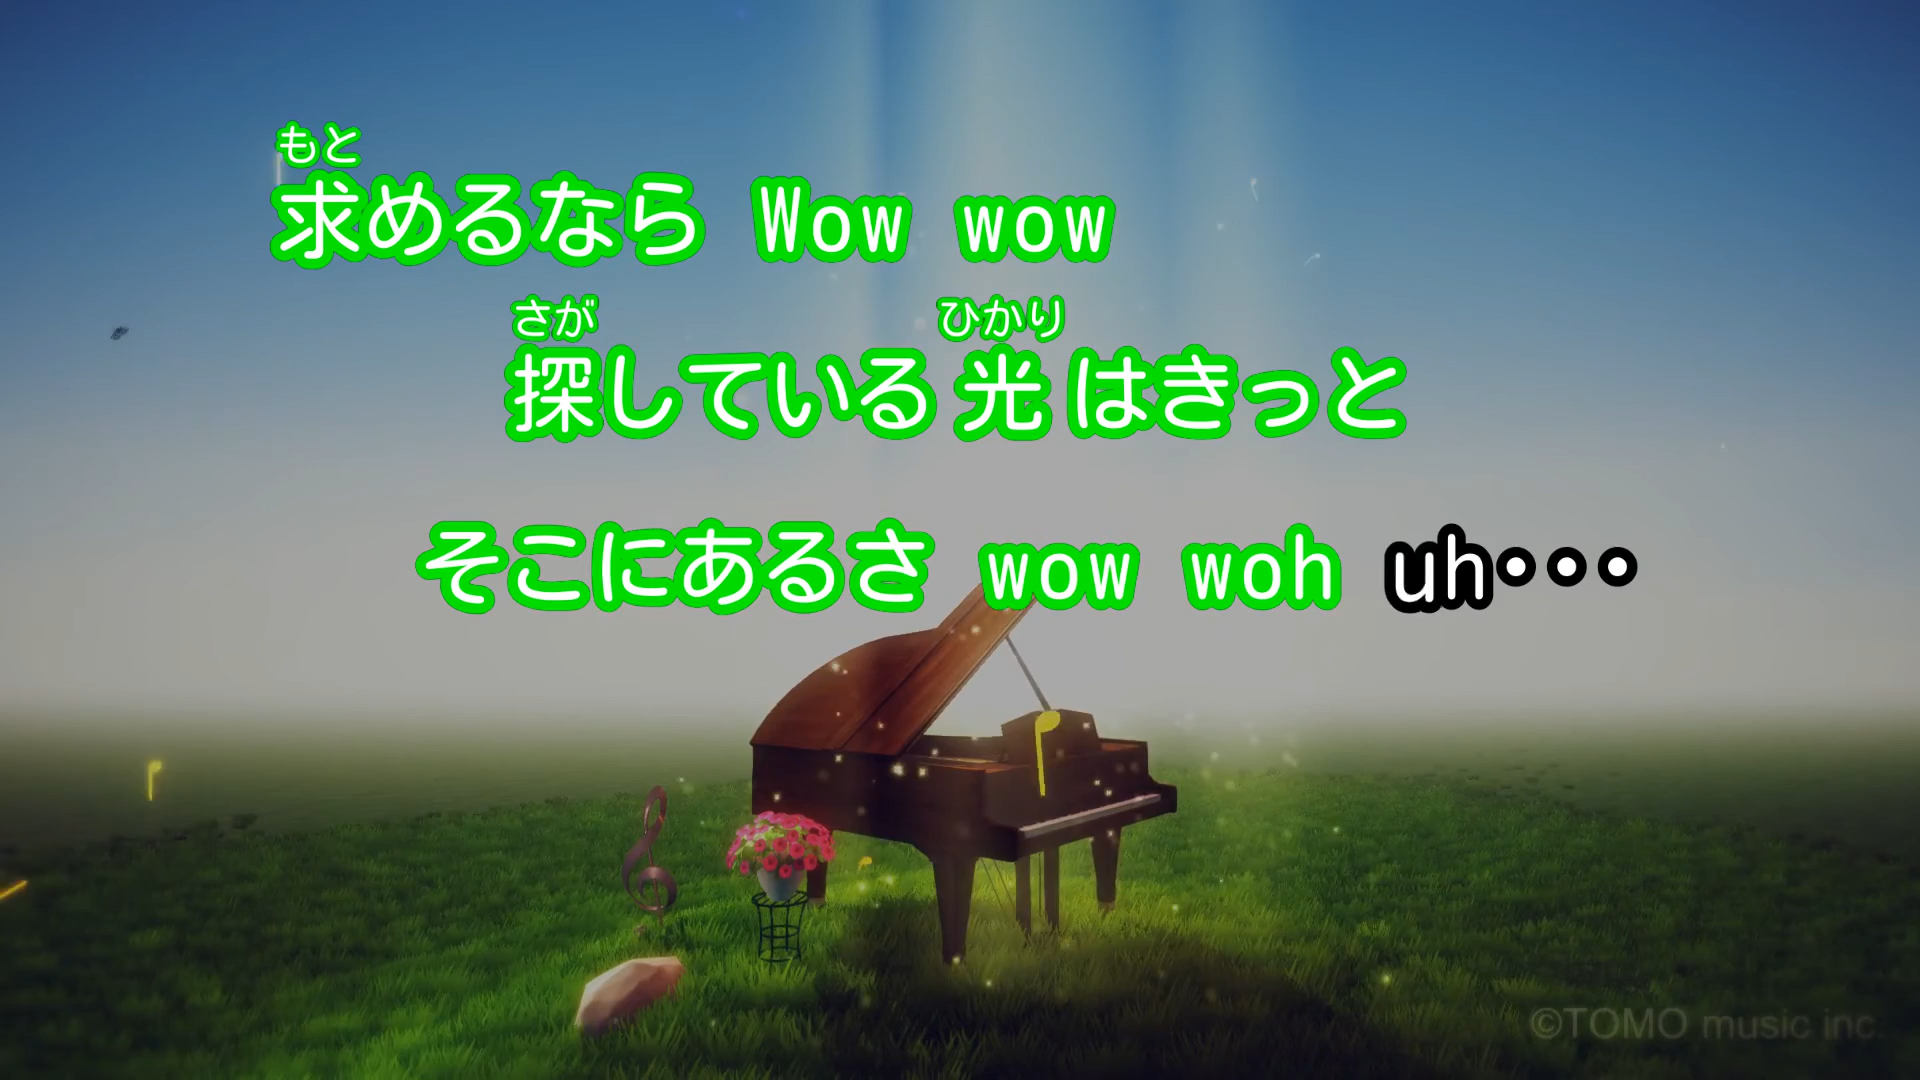 もと
求めるなら Wow wow
さが ひかり
探している光はきっと
そこにあるさ wow woh uh･･･
©TOMO music inc.